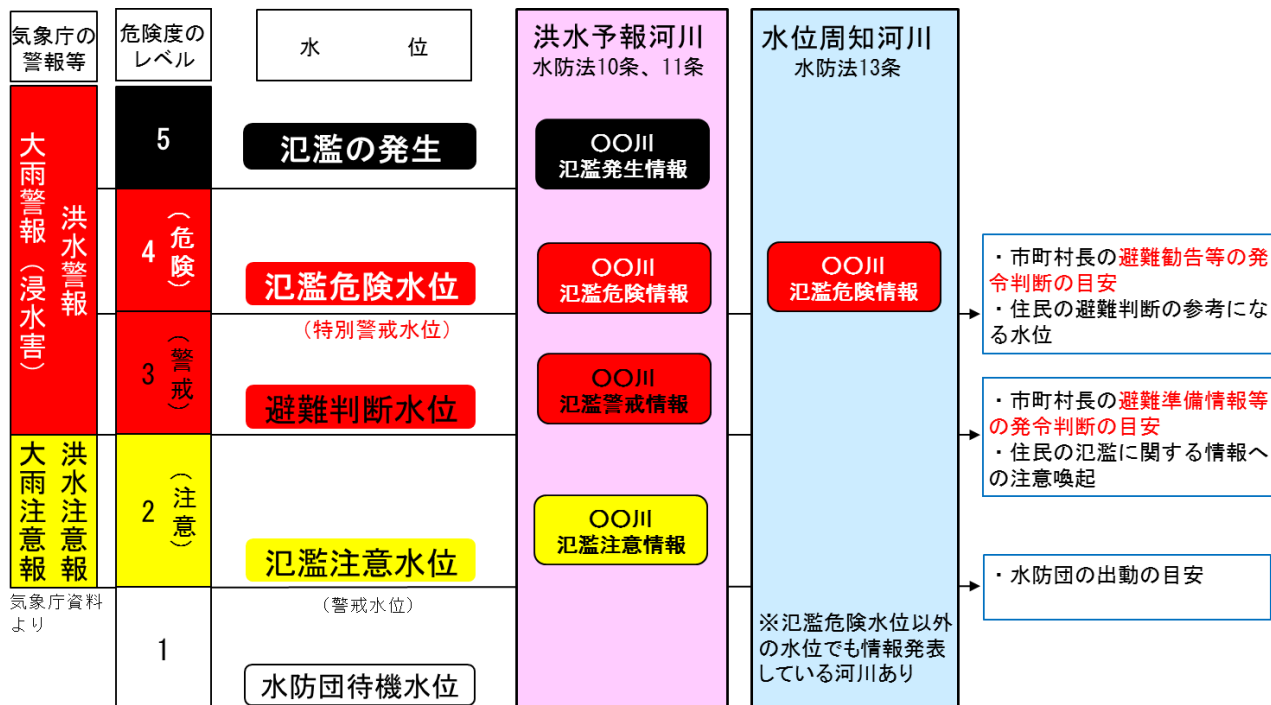 気象庁の
警報等
危険度の
レベル
水　　　位
洪水予報河川
水防法10条、11条
水位周知河川
水防法13条
大雨警報（浸水害）
洪水警報
大雨注意報
洪水注意報
気象庁資料
より
5
4
（危険）
3
（警戒）
2
（注意）
1
氾濫の発生
氾濫危険水位
（特別警戒水位）
避難判断水位
氾濫注意水位
（警戒水位）
水防団待機水位
〇〇川
氾濫発生情報
〇〇川
氾濫危険情報
〇〇川
氾濫警戒情報
〇〇川
氾濫注意情報
〇〇川
氾濫危険情報
※氾濫危険水位以外
の水位でも情報発表
している河川あり
・市町村長の避難勧告等の発
令判断の目安
・住民の避難判断の参考にな
る水位
・市町村長の避難準備情報等
の発令判断の目安
・住民の氾濫に関する情報へ
の注意喚起
・水防団の出動の目安